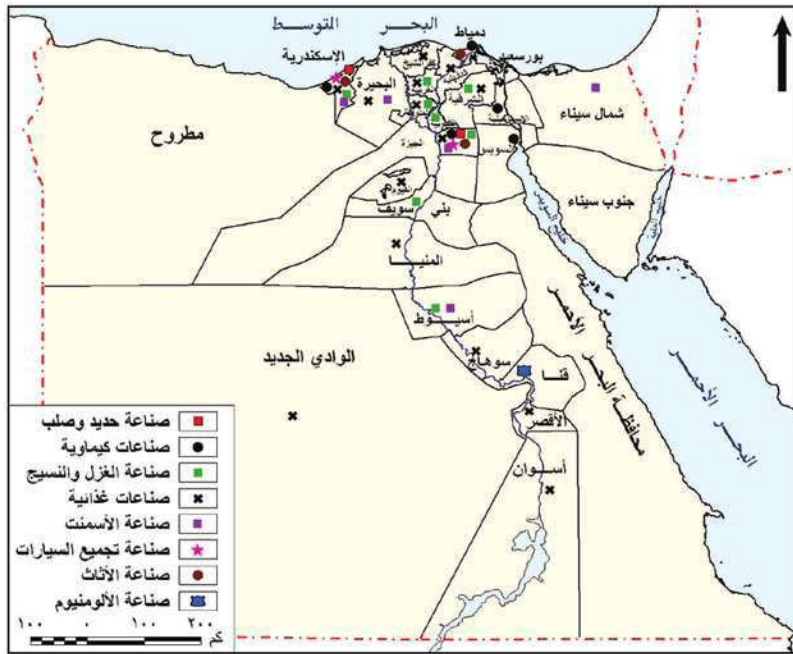 البحر المتوسط
دمياط
بورسعيد
الإسكندرية
البحيرة
الشرقية
شمال سيناء
مطروح
السويس
جنوب سيناء
خليج السويس
بني سويف
المنيا
أسيوط
سوهاج
قنا
الأقصر
أسوان
الوادي الجديد
محافظة البحر الأحمر
البحر الأحمر
صناعة حديد وصلب
صناعات كيماوية
صناعة الغزل والنسيج
صناعات غذائية
صناعة الأسمنت
صناعة تجميع السيارات
صناعة الأثاث
صناعة الألومنيوم
١٠٠ ٠ ١٠٠ ٢٠٠ كم